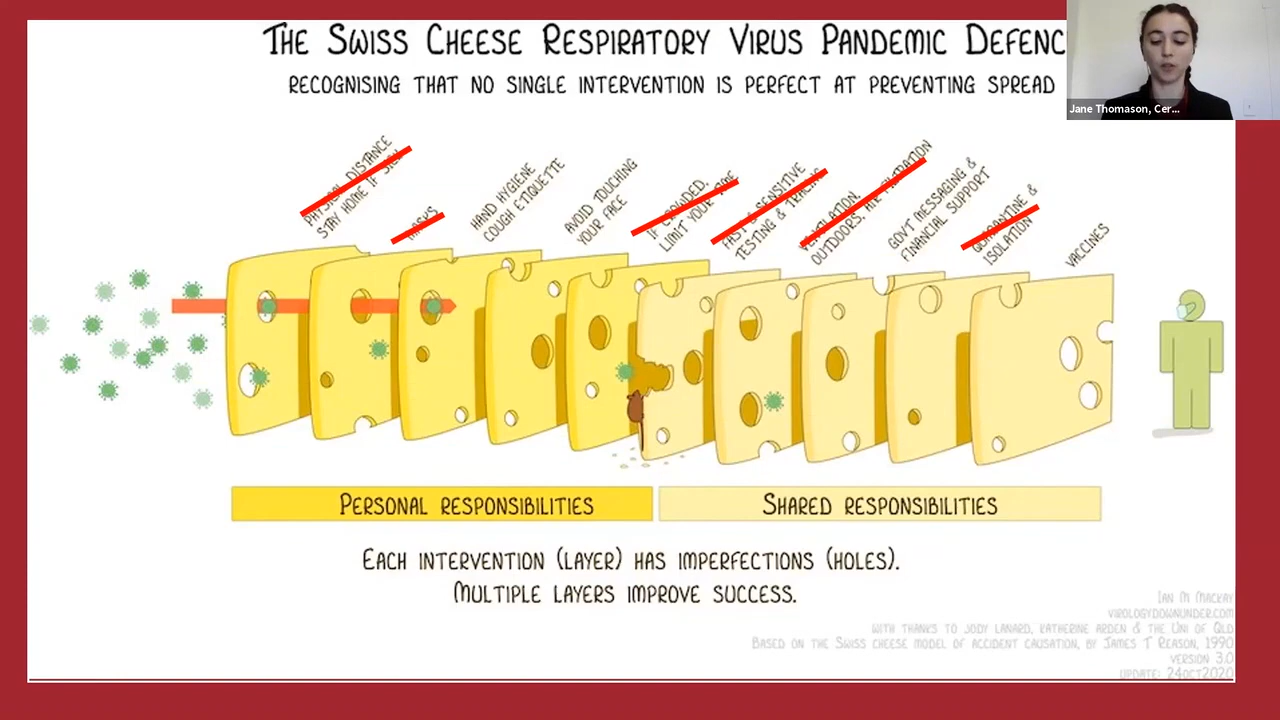 THE SWISS CHEESE RESPIRATORY VIRUS PANDEMIC DEFENC
RECOGNISING THAT NO SINGLE INTERVENTION IS PERFECT AT PREVENTING SPREAD
Jane Thomason, Cer...
PHYSICAL DISTANCE
STAY HOME IF SICK
MASKS
HAND HYGIENE
COUGH ETIQUETTE
AVOID TOUCHING
YOUR FACE
IF CROWDED,
LIMIT YOUR TIME
FAST & SENSITIVE
TESTING & TRACING
VENTILATION,
OUTDOORS, AIR FILTRATION
GOV'T MESSAGING &
FINANCIAL SUPPORT
QUARANTINE &
ISOLATION
VACCINES
PERSONAL RESPONSIBILITIES
SHARED RESPONSIBILITIES
EACH INTERVENTION (LAYER) HAS IMPERFECTIONS (HOLES).
MULTIPLE LAYERS IMPROVE SUCCESS.
IAN M MACKAY
VIROLOGYDOWNUNDER.COM
WITH THANKS TO JODY LANARD, KATHERINE ARDEN & THE UNI OF QLD
BASED ON THE SWISS CHEESE MODEL OF ACCIDENT CAUSATION, BY JAMES T REASON, 1990
VERSION 3.0
UPDATE: 24OCT2020